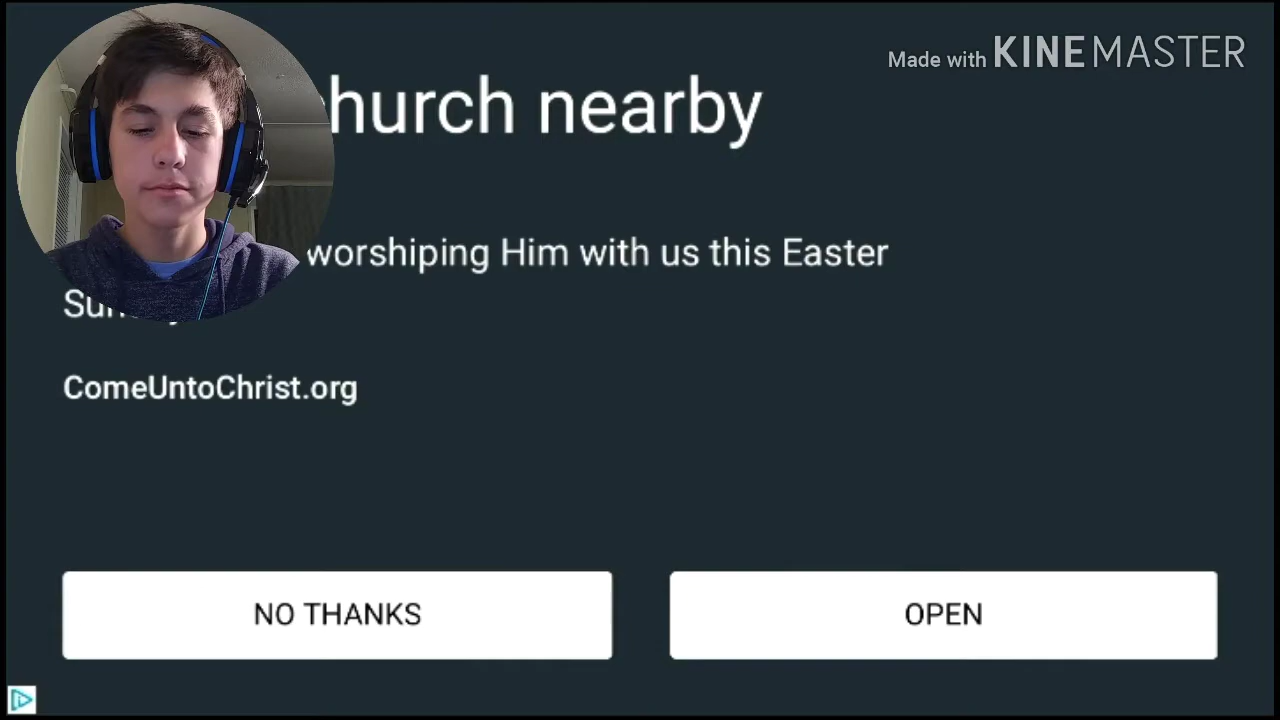 Made with KINEMASTER
hurch nearby
worshiping Him with us this Easter
ComeUntoChrist.org
NO THANKS
OPEN